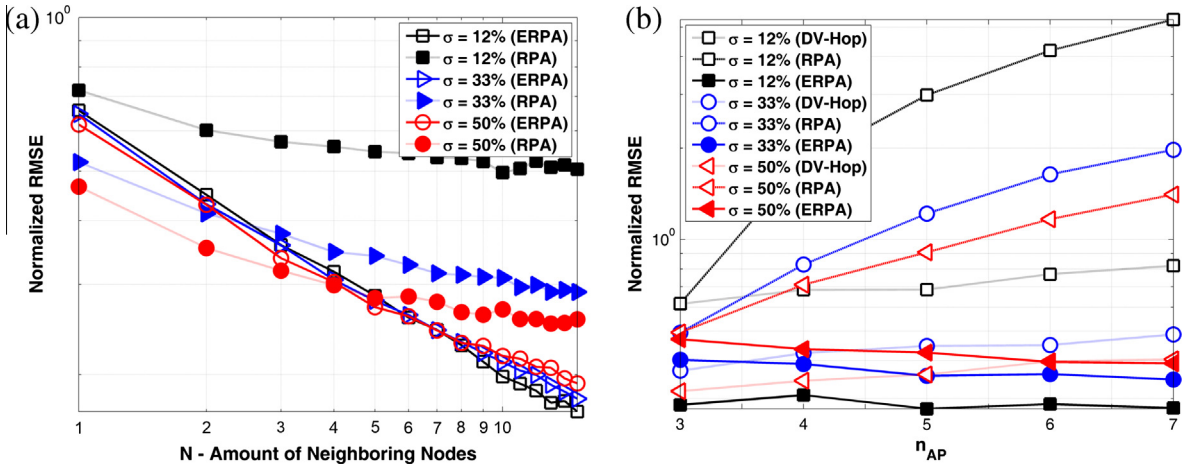 (a)
10^0
Normalized RMSE
σ = 12% (ERPA)
σ = 12% (RPA)
σ = 33% (ERPA)
σ = 33% (RPA)
σ = 50% (ERPA)
σ = 50% (RPA)
1 2 3 4 5 6 7 8 9 10
N - Amount of Neighboring Nodes
(b)
Normalized RMSE
10^0
σ = 12% (DV-Hop)
σ = 12% (RPA)
σ = 12% (ERPA)
σ = 33% (DV-Hop)
σ = 33% (RPA)
σ = 33% (ERPA)
σ = 50% (DV-Hop)
σ = 50% (RPA)
σ = 50% (ERPA)
3 4 5 6 7
n_AP